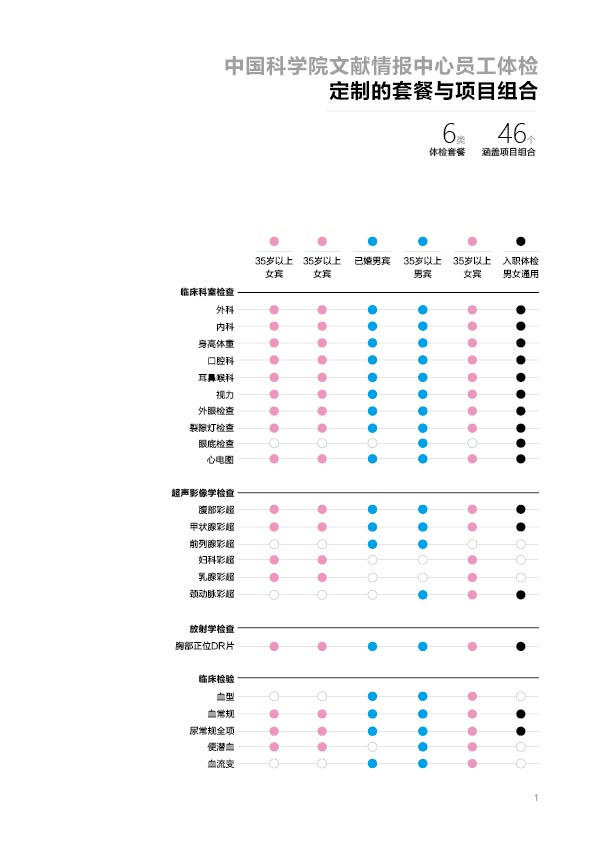 中国科学院文献情报中心员工体检
定制的套餐与项目组合
6类 46个
体检套餐 涵盖项目组合
35岁以上 35岁以上 已婚男宾 35岁以上 35岁以上 入职体检
女宾 女宾 男宾 女宾 男女通用
临床科室检查
外科
内科
身高体重
口腔科
耳鼻喉科
视力
外眼检查
裂隙灯检查
眼底检查
心电图
超声影像学检查
腹部彩超
甲状腺彩超
前列腺彩超
妇科彩超
乳腺彩超
颈动脉彩超
放射学检查
胸部正位DR片
临床检验
血型
血常规
尿常规全项
便潜血
血流变
1